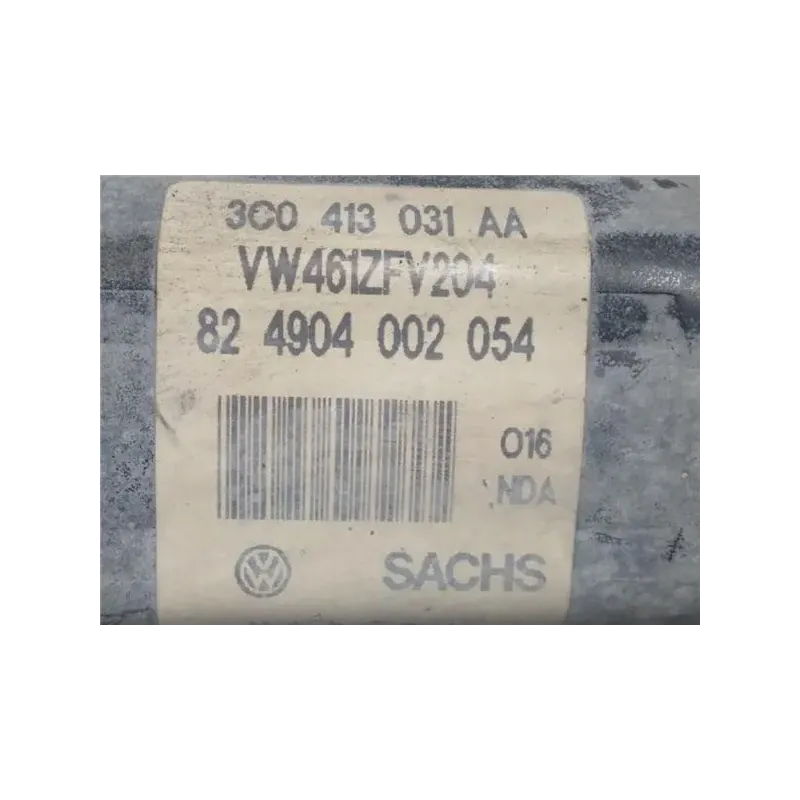 3C0 413 031 AA
VW461ZFV204
82 4904 002 054
016
NDA
SACHS